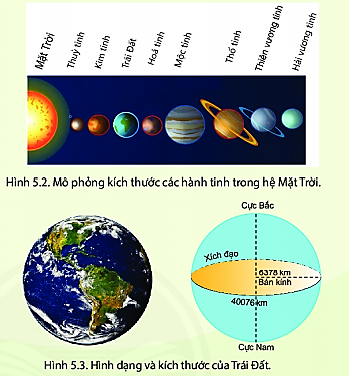 Mặt Trời
Thuỷ tinh
Kim tinh
Trái Đất
Hoả tinh
Mộc tinh
Thổ tinh
Thiên vương tinh
Hải vương tinh
Hình 5.2. Mô phỏng kích thước các hành tinh trong hệ Mặt Trời.
Cực Bắc
Xích đạo
6378 km
Bán kính
40076 km
Cực Nam
Hình 5.3. Hình dạng và kích thước của Trái Đất.